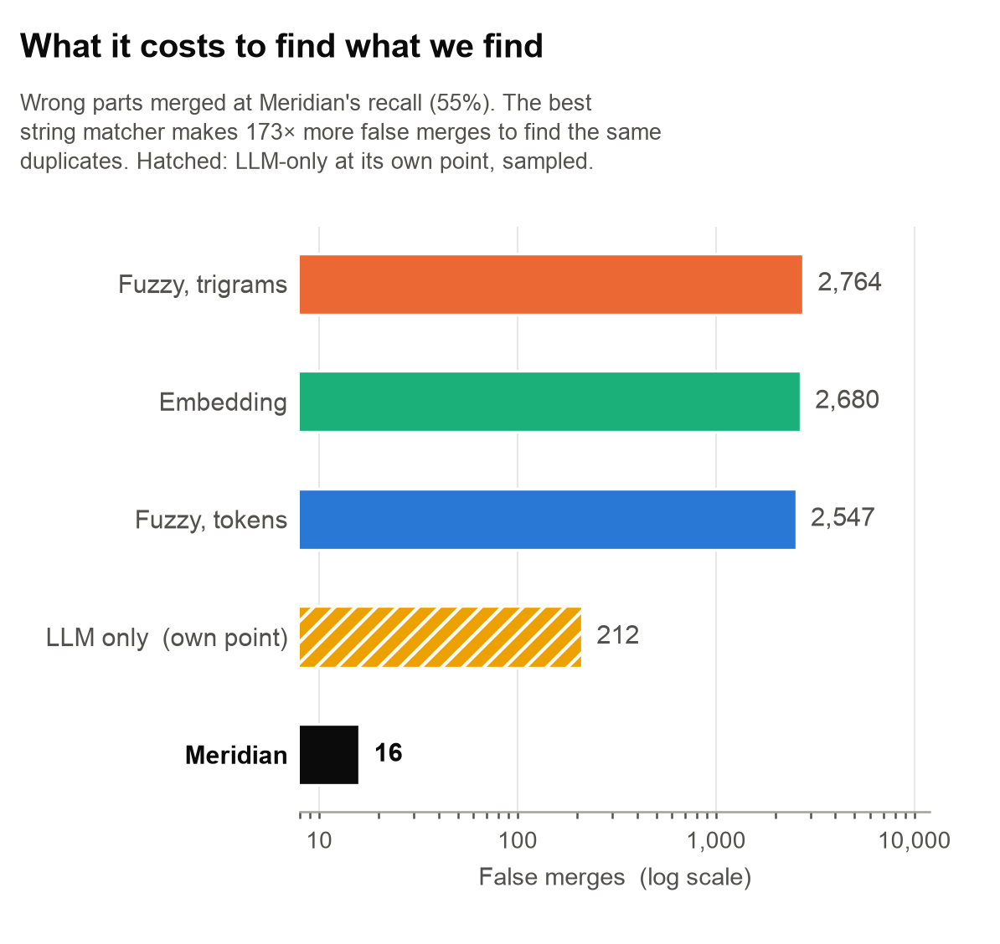 What it costs to find what we find
Wrong parts merged at Meridian's recall (55%). The best
string matcher makes 173× more false merges to find the same
duplicates. Hatched: LLM-only at its own point, sampled.
Fuzzy, trigrams
2,764
Embedding
2,680
Fuzzy, tokens
2,547
LLM only  (own point)
212
Meridian
16
10
100
1,000
10,000
False merges  (log scale)